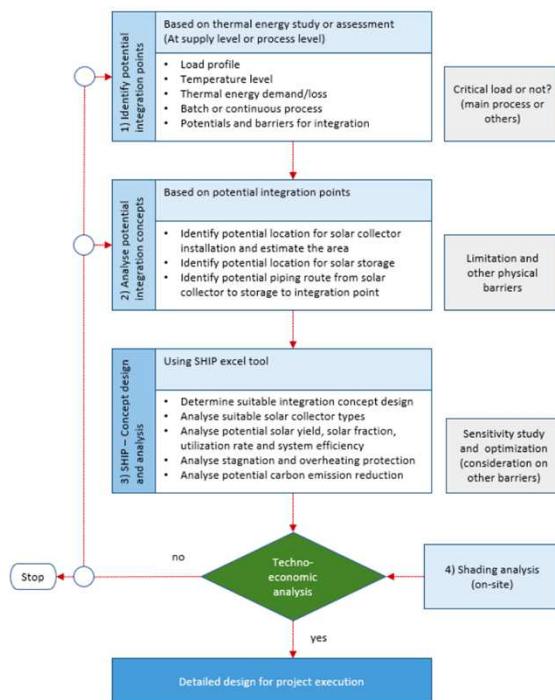 1) Identify potential
integration points
Based on thermal energy study or assessment
(At supply level or process level)
• Load profile
• Temperature level
• Thermal energy demand/loss
• Batch or continuous process
• Potentials and barriers for integration
Critical load or not?
(main process or
others)
2) Analyse potential
integration concepts
Based on potential integration points
• Identify potential location for solar collector
installation and estimate the area
• Identify potential location for solar storage
• Identify potential piping route from solar
collector to storage to integration point
Limitation and
other physical
barriers
3) SHIP – Concept design
and analysis
Using SHIP excel tool
• Determine suitable integration concept design
• Analyse suitable solar collector types
• Analyse potential solar yield, solar fraction,
utilization rate and system efficiency
• Analyse stagnation and overheating protection
• Analyse potential carbon emission reduction
Sensitivity study
and optimization
(consideration on
other barriers)
Stop
no
Techno-
economic
analysis
4) Shading analysis
(on-site)
yes
Detailed design for project execution